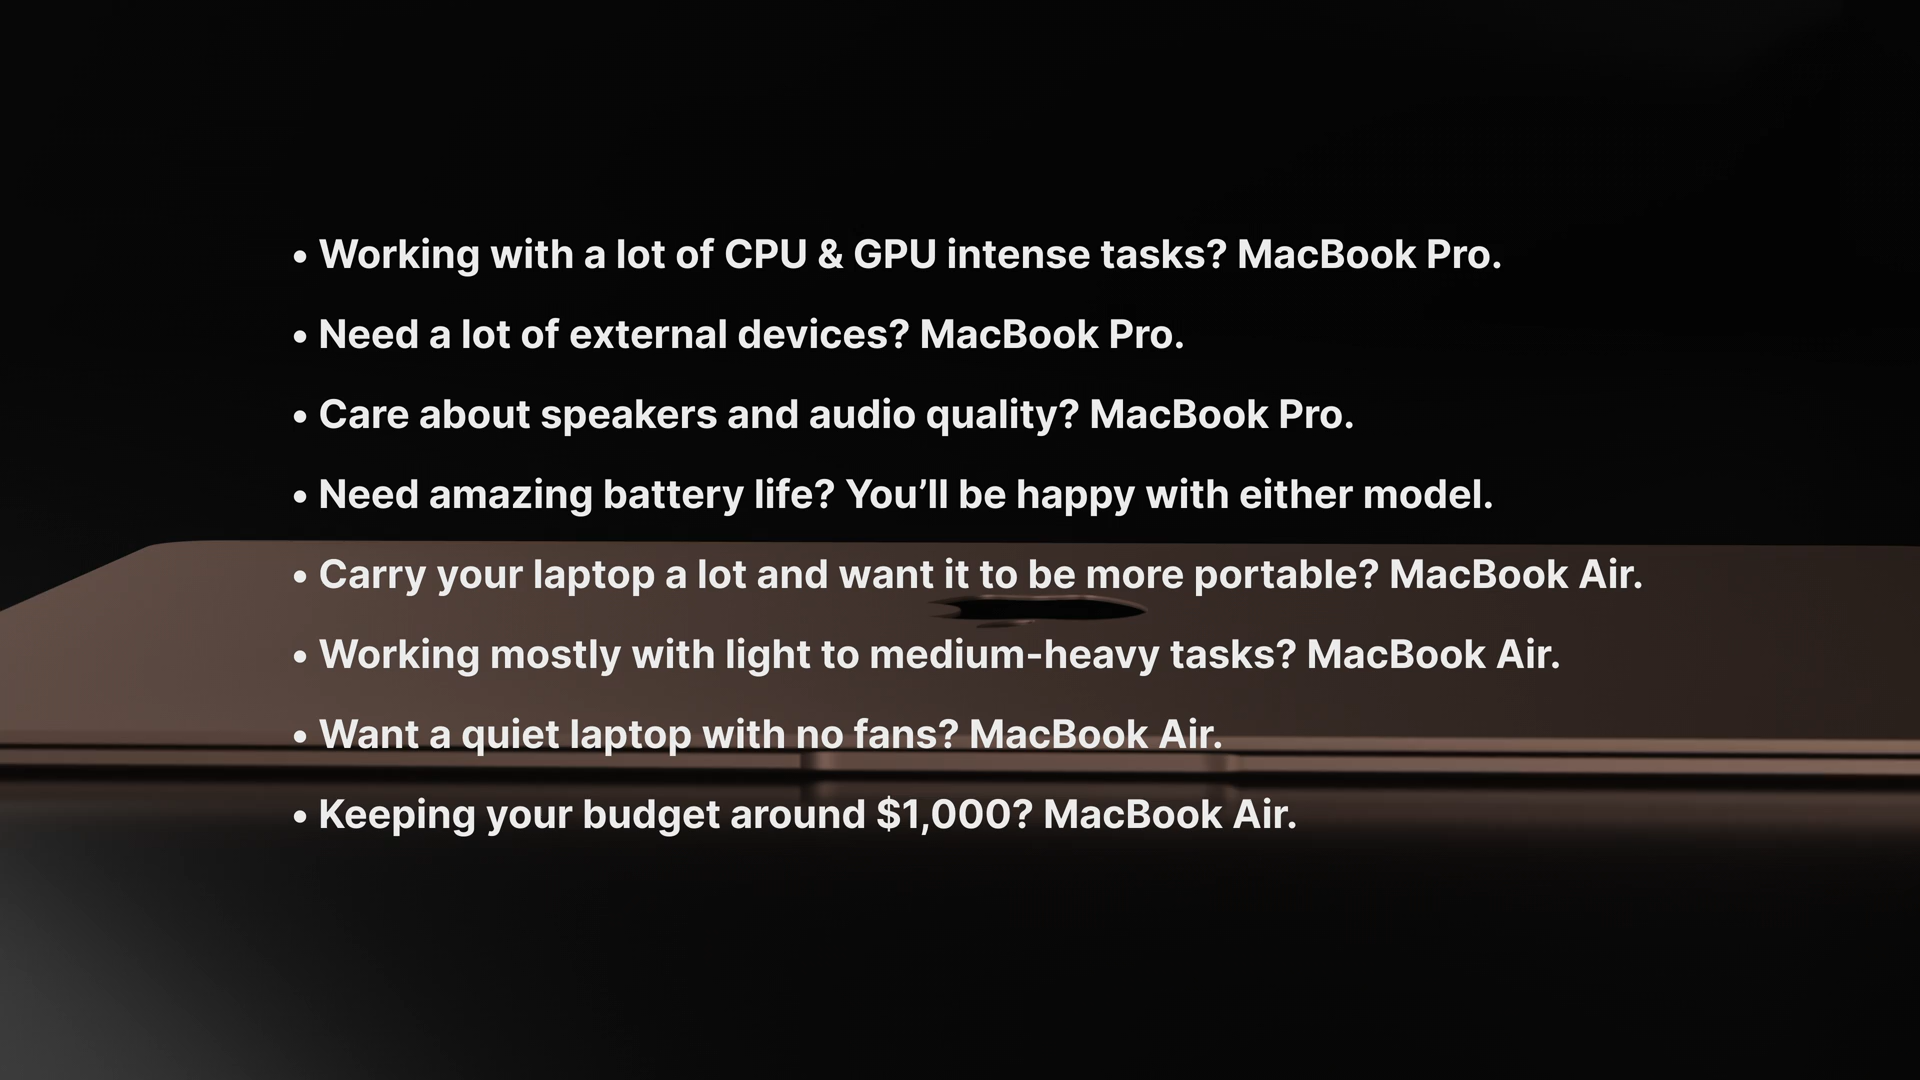 • Working with a lot of CPU & GPU intense tasks? MacBook Pro.
• Need a lot of external devices? MacBook Pro.
• Care about speakers and audio quality? MacBook Pro.
• Need amazing battery life? You’ll be happy with either model.
• Carry your laptop a lot and want it to be more portable? MacBook Air.
• Working mostly with light to medium-heavy tasks? MacBook Air.
• Want a quiet laptop with no fans? MacBook Air.
• Keeping your budget around $1,000? MacBook Air.